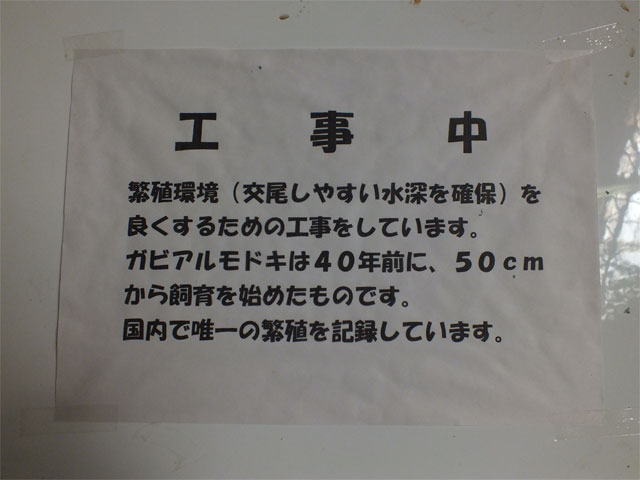 工事中
繁殖環境（交尾しやすい水深を確保）を
良くするための工事をしています。
ガビアルモドキは４０年前に、５０ｃｍ
から飼育を始めたものです。
国内で唯一の繁殖を記録しています。